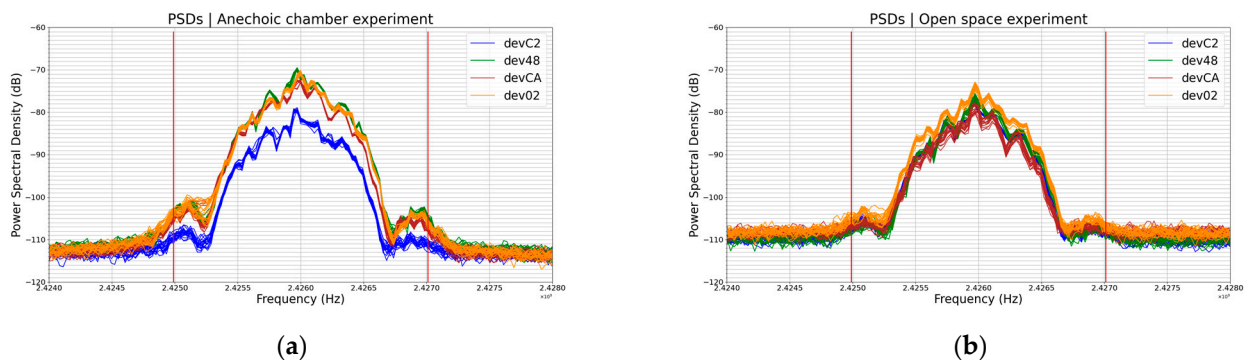 PSDs | Anechoic chamber experiment
−60
−70
−80
−90
−100
−110
−120
Power Spectral Density (dB)
devC2
dev48
devCA
dev02
2.4240 2.4245 2.4250 2.4255 2.4260 2.4265 2.4270 2.4275 2.4280
×10⁹
Frequency (Hz)
(a)
PSDs | Open space experiment
−60
−70
−80
−90
−100
−110
−120
Power Spectral Density (dB)
devC2
dev48
devCA
dev02
2.4240 2.4245 2.4250 2.4255 2.4260 2.4265 2.4270 2.4275 2.4280
×10⁹
Frequency (Hz)
(b)